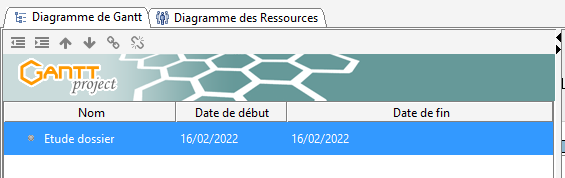 Diagramme de Gantt Diagramme des Ressources
GANTT
project
Nom Date de début Date de fin
Etude dossier 16/02/2022 16/02/2022